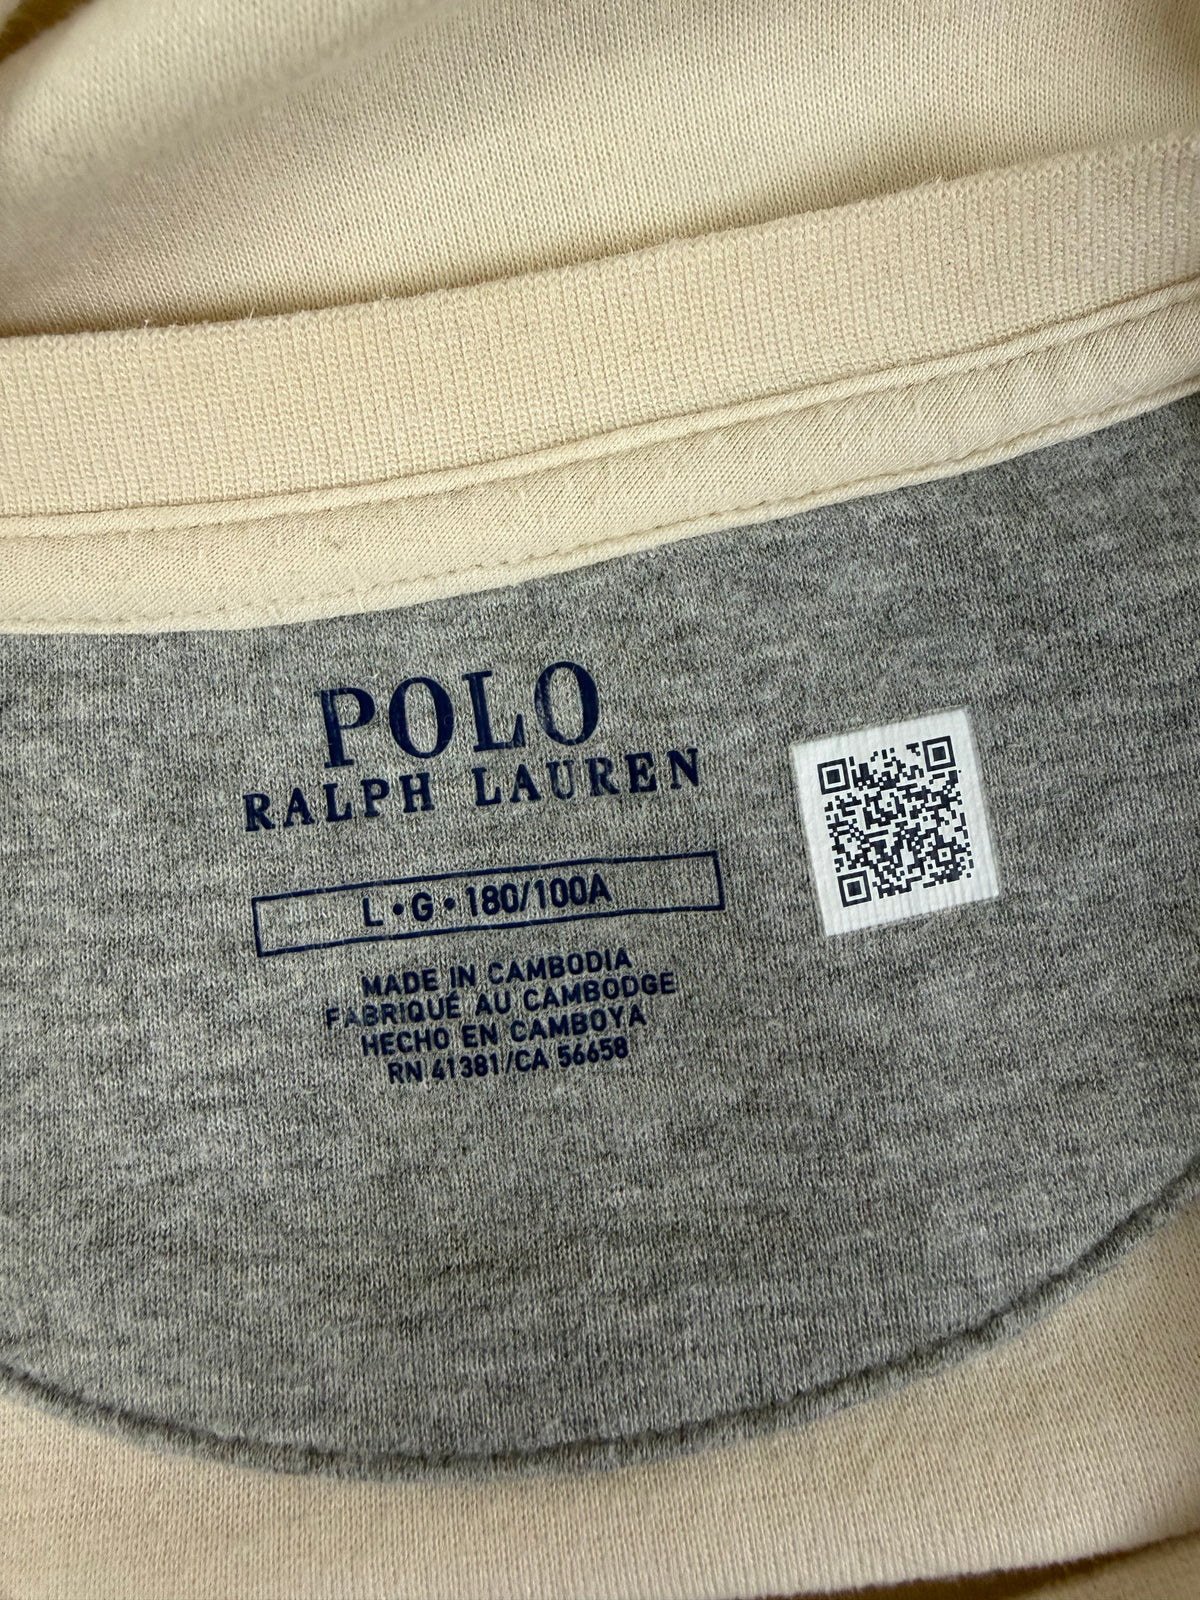 POLO
RALPH LAUREN
L • G • 180/100A
MADE IN CAMBODIA
FABRIQUÉ AU CAMBODGE
HECHO EN CAMBOYA
RN 41381/CA 56658